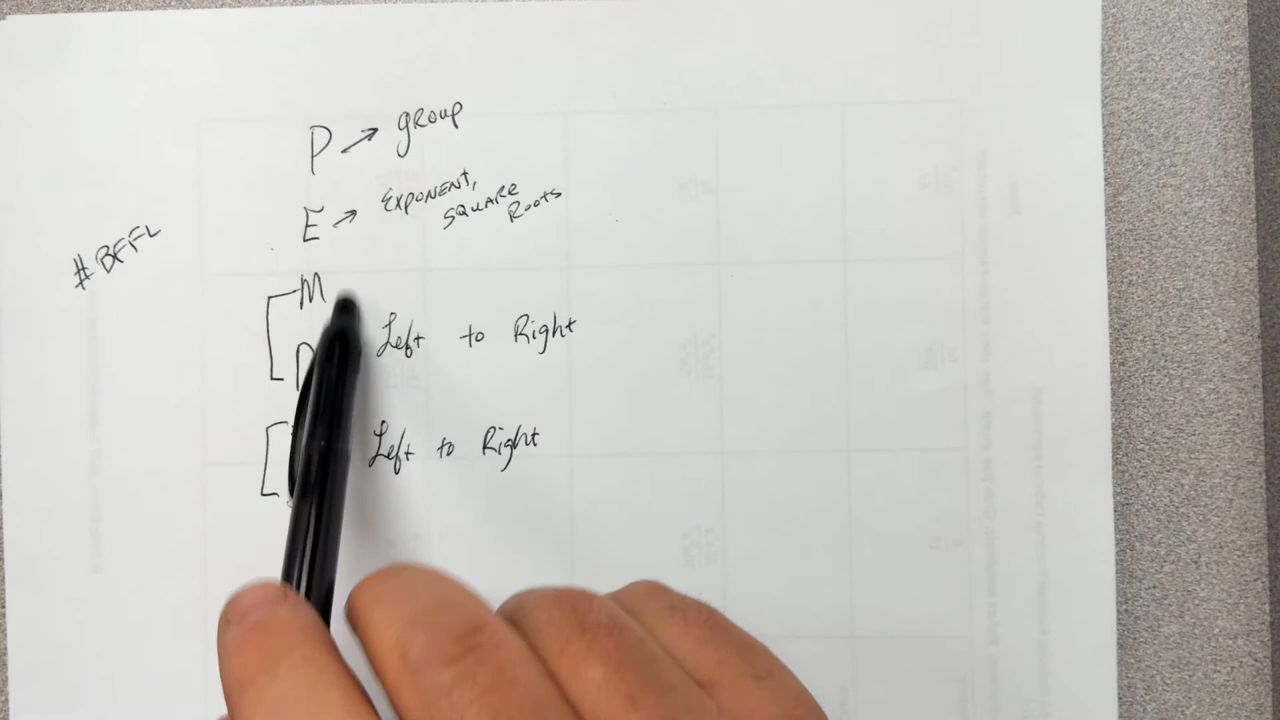 P → group
E → EXPONENT,
SQUARE
Roots
#BFFL
M
D
Left to Right
Left to Right